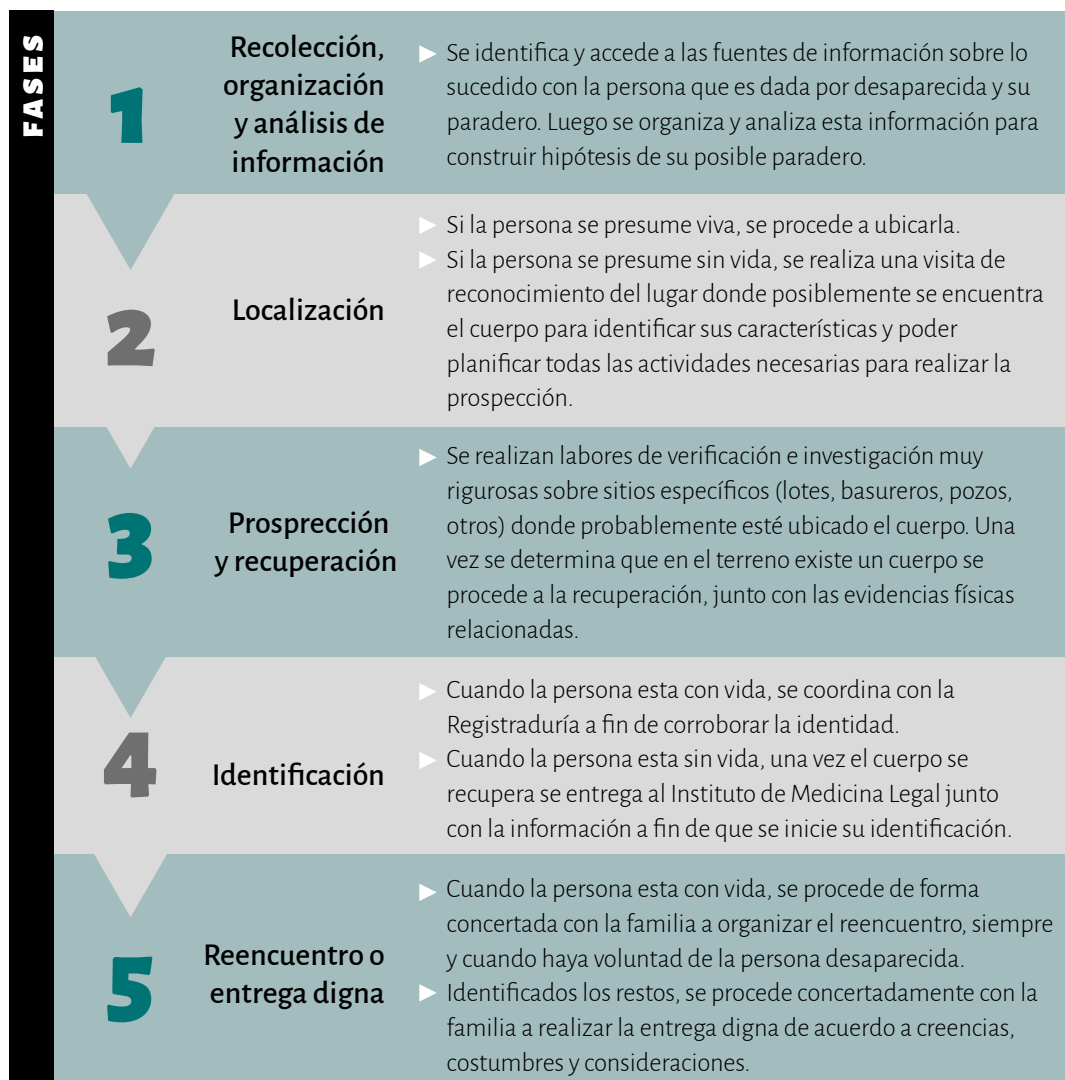 FASES
1
Recolección,
organización
y análisis de
información
▶ Se identifica y accede a las fuentes de información sobre lo
sucedido con la persona que es dada por desaparecida y su
paradero. Luego se organiza y analiza esta información para
construir hipótesis de su posible paradero.
2
Localización
▶ Si la persona se presume viva, se procede a ubicarla.
▶ Si la persona se presume sin vida, se realiza una visita de
reconocimiento del lugar donde posiblemente se encuentra
el cuerpo para identificar sus características y poder
planificar todas las actividades necesarias para realizar la
prospección.
3
Prosprección
y recuperación
▶ Se realizan labores de verificación e investigación muy
rigurosas sobre sitios específicos (lotes, basureros, pozos,
otros) donde probablemente esté ubicado el cuerpo. Una
vez se determina que en el terreno existe un cuerpo se
procede a la recuperación, junto con las evidencias físicas
relacionadas.
4
Identificación
▶ Cuando la persona esta con vida, se coordina con la
Registraduría a fin de corroborar la identidad.
▶ Cuando la persona esta sin vida, una vez el cuerpo se
recupera se entrega al Instituto de Medicina Legal junto
con la información a fin de que se inicie su identificación.
5
Reencuentro o
entrega digna
▶ Cuando la persona esta con vida, se procede de forma
concertada con la familia a organizar el reencuentro, siempre
y cuando haya voluntad de la persona desaparecida.
▶ Identificados los restos, se procede concertadamente con la
familia a realizar la entrega digna de acuerdo a creencias,
costumbres y consideraciones.